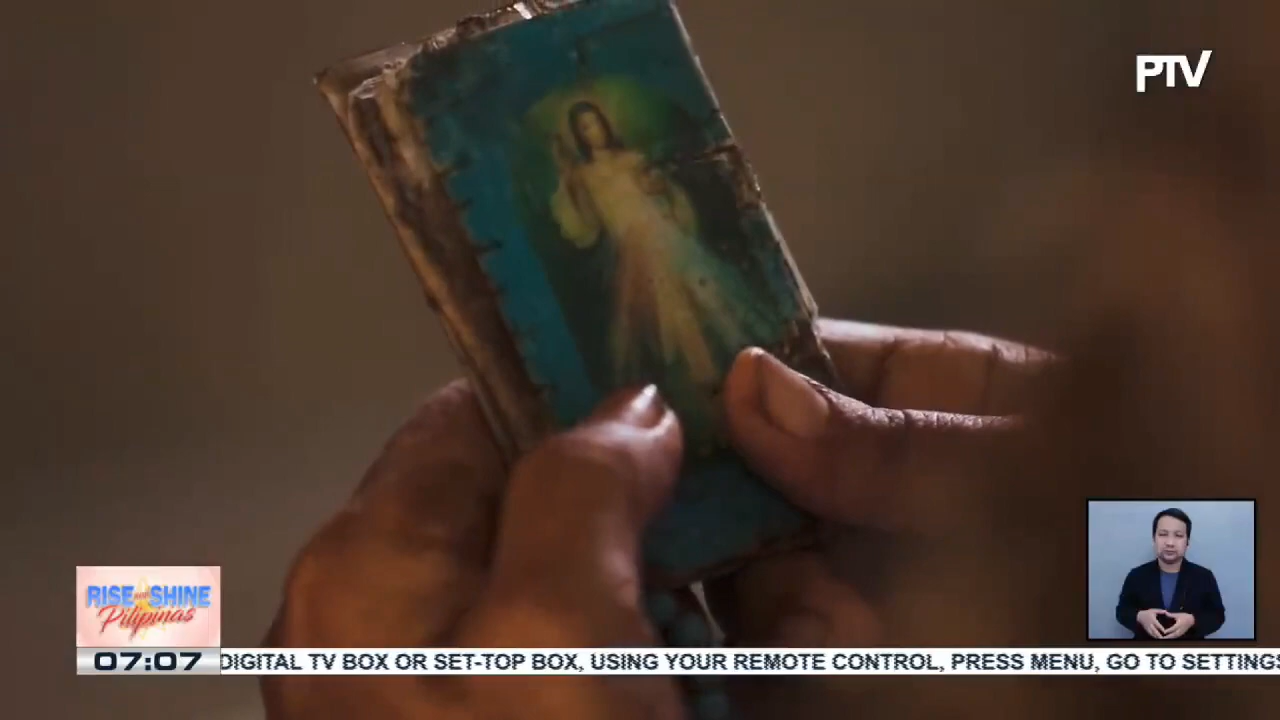 PTV
RISE and SHINE
Pilipinas
07:07
DIGITAL TV BOX OR SET-TOP BOX, USING YOUR REMOTE CONTROL, PRESS MENU, GO TO SETTINGS